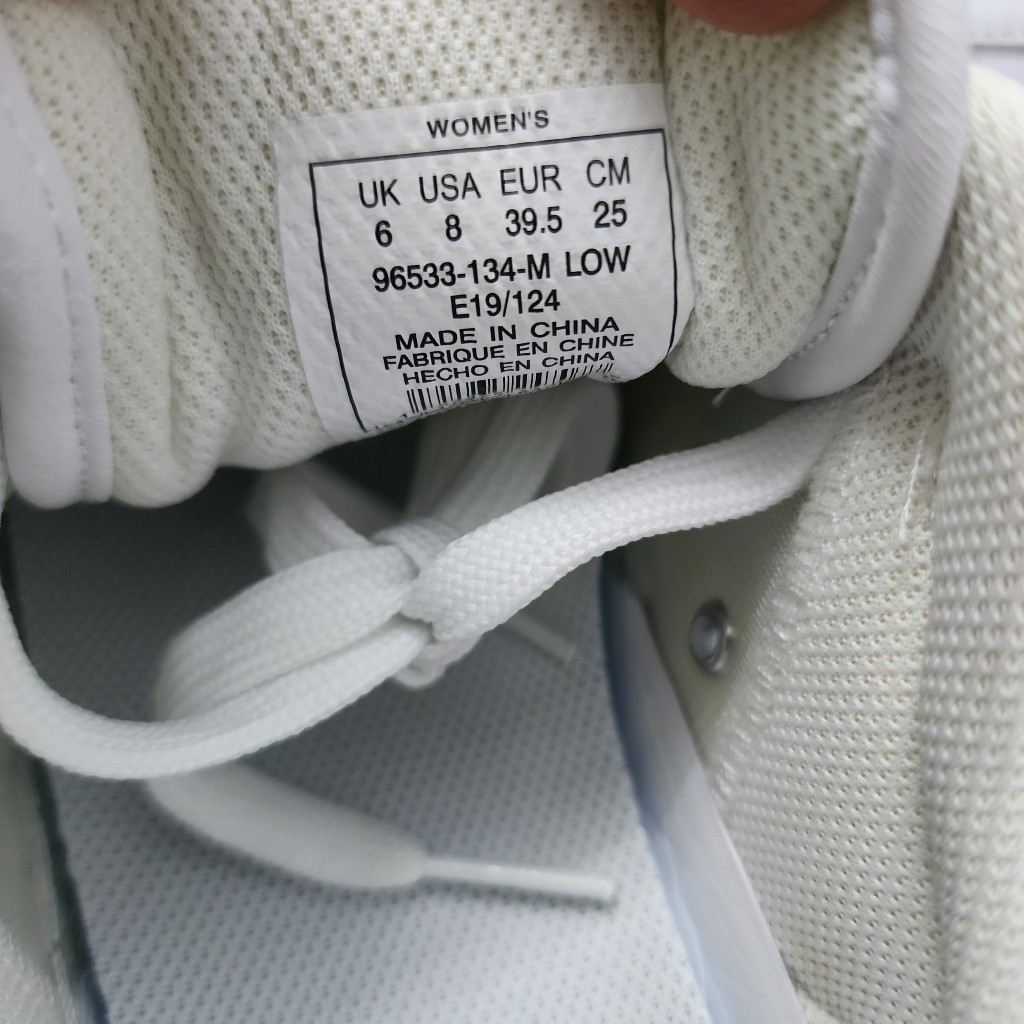 WOMEN'S
UK USA EUR CM
6 8 39.5 25
96533-134-M LOW
E19/124
MADE IN CHINA
FABRIQUE EN CHINE
HECHO EN CHINA